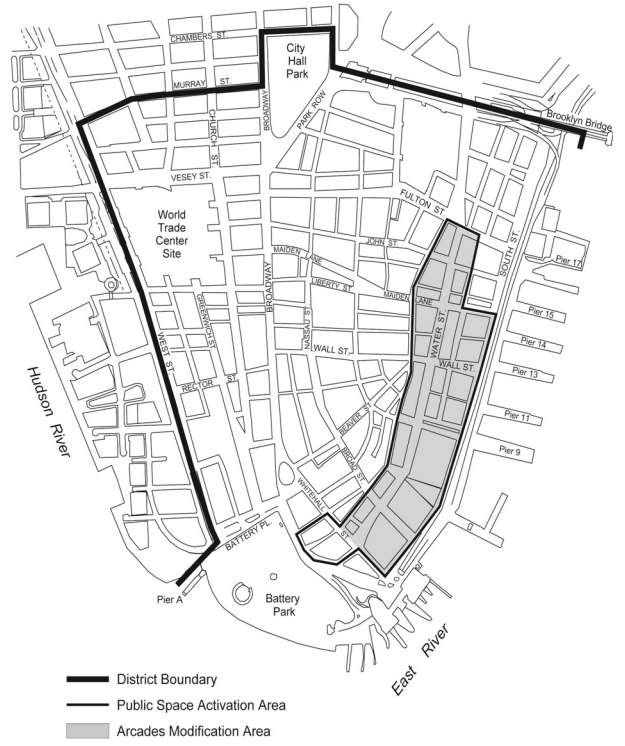 CHAMBERS ST.
City
Hall
Park
MURRAY ST.
BROADWAY
PARK ROW
CHURCH ST.
Brooklyn Bridge
VESEY ST.
FULTON ST.
World
Trade
Center
Site
JOHN ST.
MAIDEN LANE
SOUTH ST.
Pier 17
BROADWAY
LIBERTY ST
MAIDEN LANE
GREENWICH ST.
NASSAU ST
Pier 15
WATER ST.
WEST ST.
WALL ST.
Pier 14
WALL ST.
Pier 13
RECTOR ST
Hudson River
BEAVER ST
Pier 11
BROAD ST
Pier 9
WHITEHALL ST
BATTERY PL.
Pier A
Battery
Park
East River
District Boundary
Public Space Activation Area
Arcades Modification Area